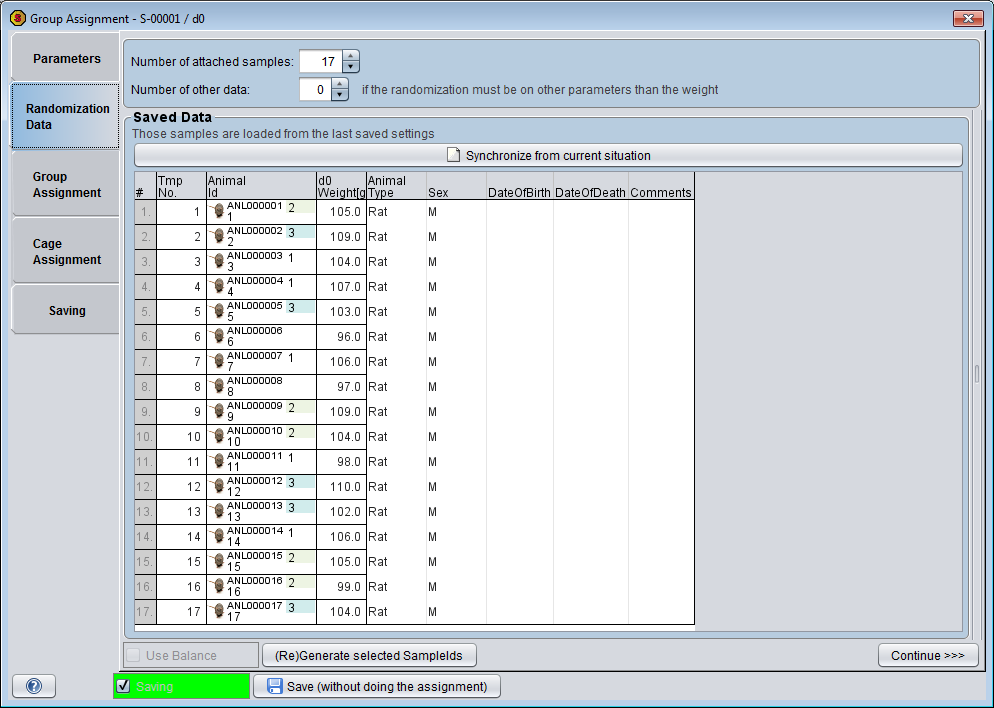 Group Assignment - S-00001 / d0
Parameters
Randomization
Data
Group
Assignment
Cage
Assignment
Saving
Number of attached samples: 17
Number of other data: 0 if the randomization must be on other parameters than the weight
Saved Data
Those samples are loaded from the last saved settings
Synchronize from current situation
# Tmp No. Animal Id d0 Weight[g Animal Type Sex DateOfBirth DateOfDeath Comments
1. 1 ANL000001 2 1 105.0 Rat M
2. 2 ANL000002 3 2 109.0 Rat M
3. 3 ANL000003 1 3 104.0 Rat M
4. 4 ANL000004 1 4 107.0 Rat M
5. 5 ANL000005 3 5 103.0 Rat M
6. 6 ANL000006 6 96.0 Rat M
7. 7 ANL000007 1 7 106.0 Rat M
8. 8 ANL000008 8 97.0 Rat M
9. 9 ANL000009 2 9 109.0 Rat M
10. 10 ANL000010 2 10 104.0 Rat M
11. 11 ANL000011 1 11 98.0 Rat M
12. 12 ANL000012 3 12 110.0 Rat M
13. 13 ANL000013 3 13 102.0 Rat M
14. 14 ANL000014 1 14 106.0 Rat M
15. 15 ANL000015 2 15 105.0 Rat M
16. 16 ANL000016 2 16 99.0 Rat M
17. 17 ANL000017 3 17 104.0 Rat M
Use Balance
(Re)Generate selected SampleIds
Continue >>>
?
Saving
Save (without doing the assignment)